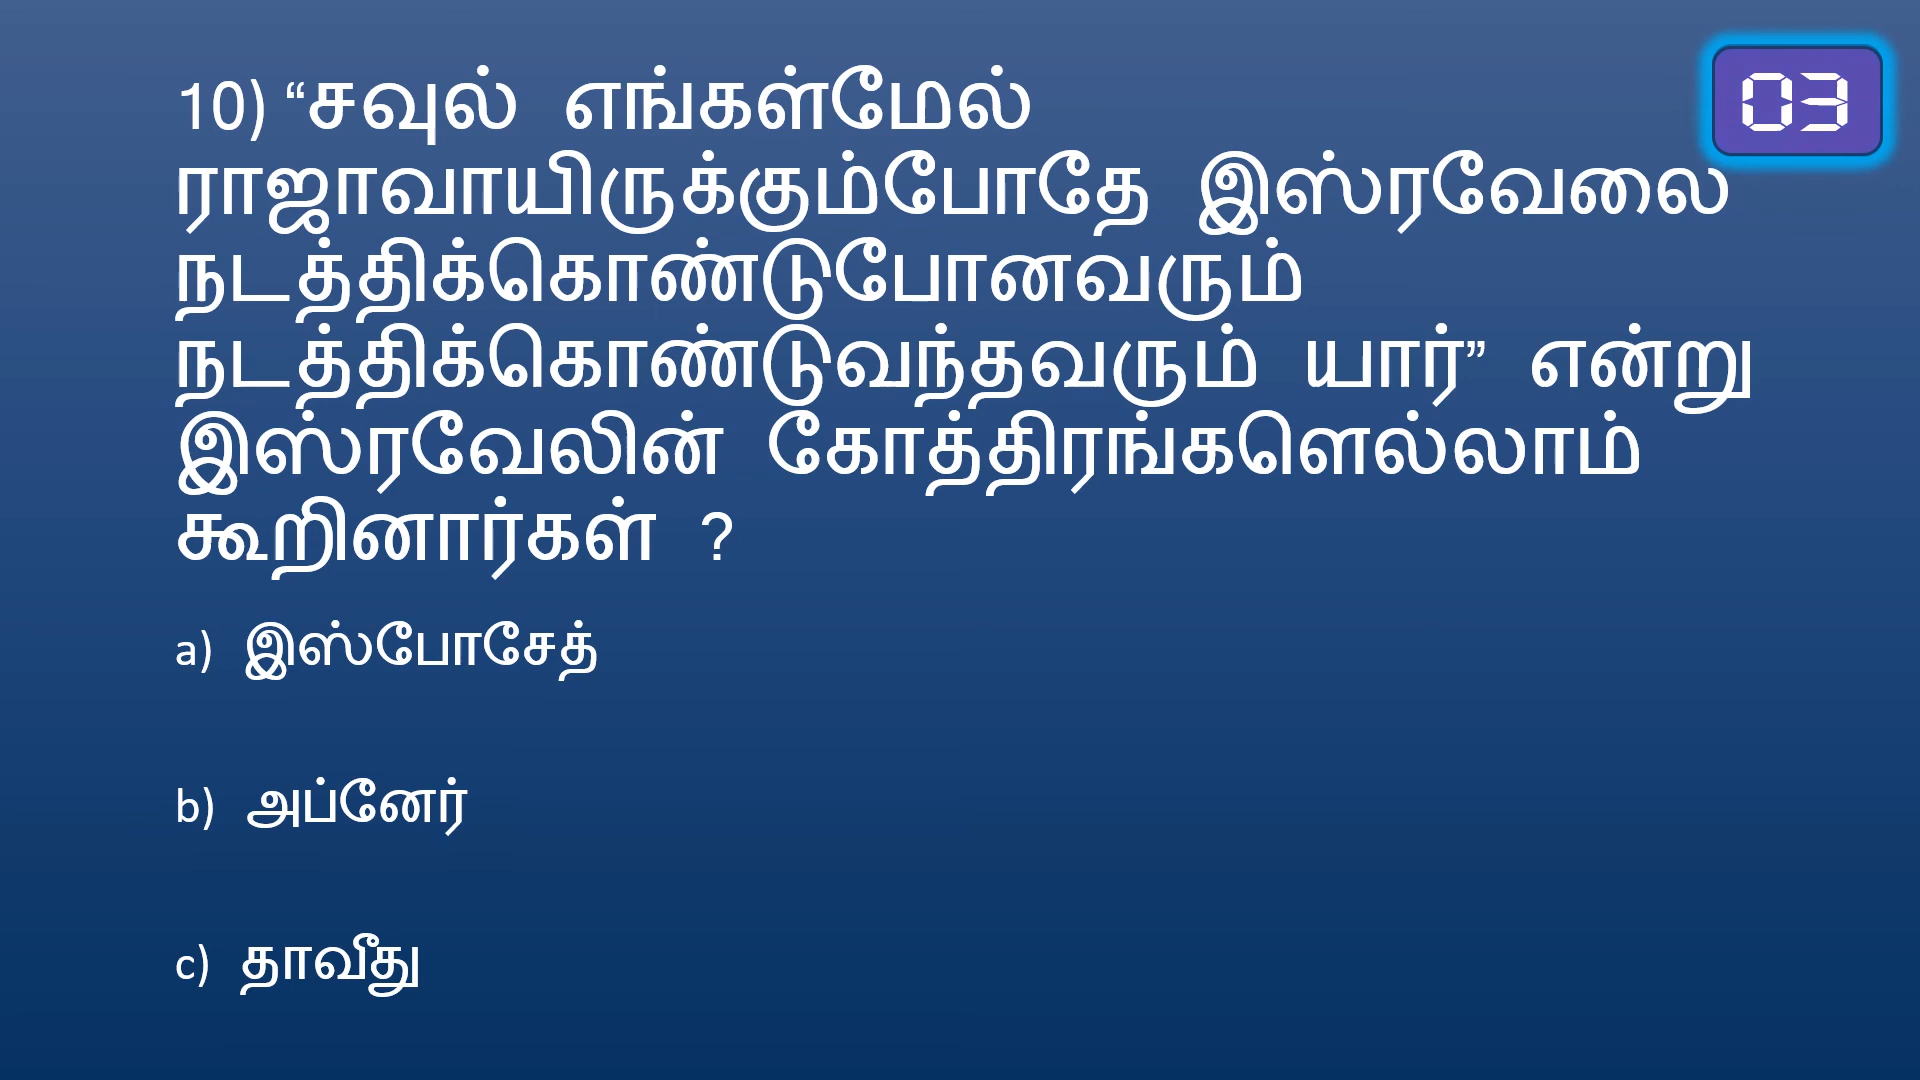 10) “சவுல் எங்கள்மேல்
03
ராஜாவாயிருக்கும்போதே இஸ்ரவேலை
நடத்திக்கொண்டுபோனவரும்
நடத்திக்கொண்டுவந்தவரும் யார்” என்று
இஸ்ரவேலின் கோத்திரங்களெல்லாம்
கூறினார்கள் ?
a) இஸ்போசேத்
b) அப்னேர்
c) தாவீது